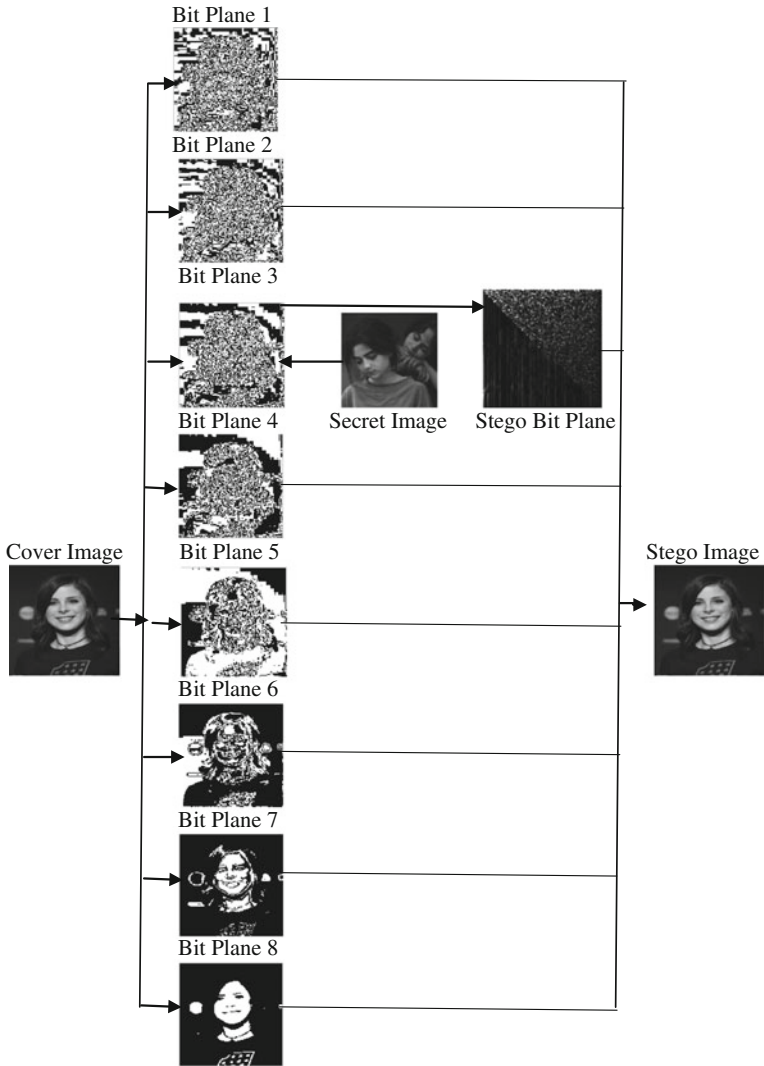 Bit Plane 1
Bit Plane 2
Bit Plane 3
Bit Plane 4
Secret Image
Stego Bit Plane
Cover Image
Bit Plane 5
Stego Image
Bit Plane 6
Bit Plane 7
Bit Plane 8